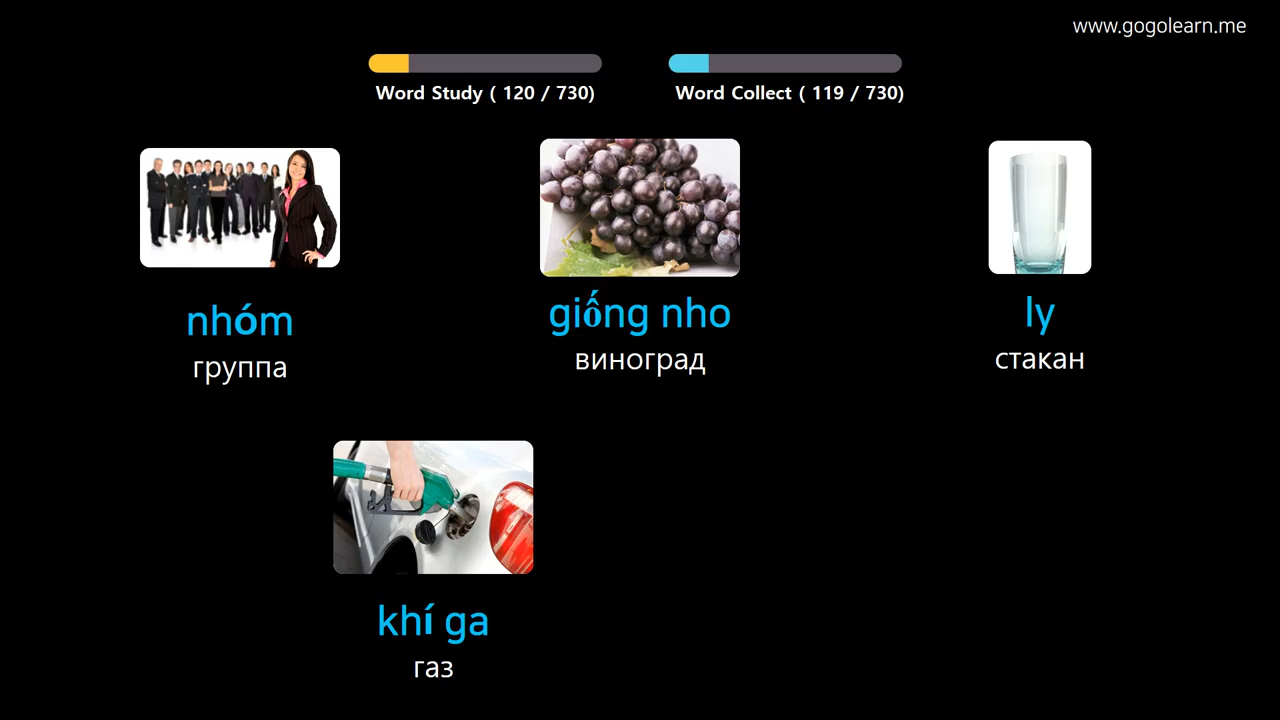 www.gogolearn.me
Word Study ( 120 / 730)
Word Collect ( 119 / 730)
nhóm
группа
giống nho
виноград
ly
стакан
khí ga
газ